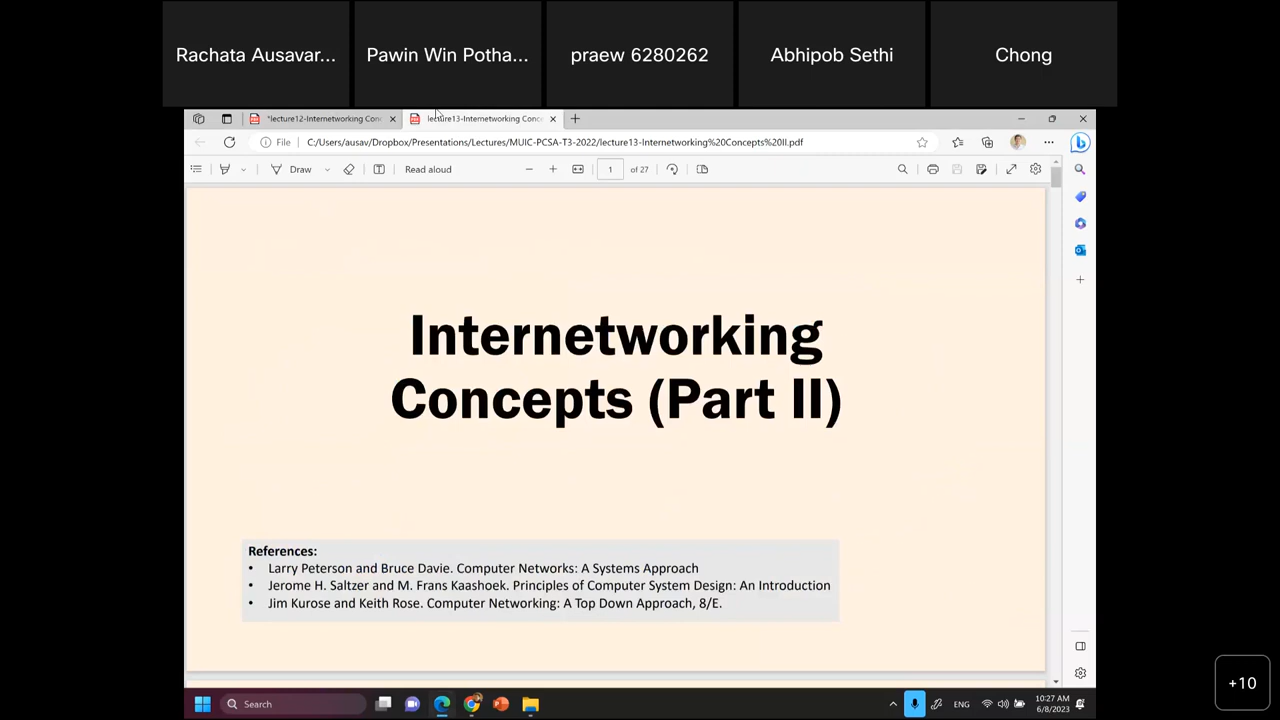 Rachata Ausavar...
Pawin Win Potha...
praew 6280262
Abhipob Sethi
Chong
*lecture12-Internetworking Con
lecture13-Internetworking Conce
File
C:/Users/ausav/Dropbox/Presentations/Lectures/MUIC-PCSA-T3-2022/lecture13-Internetworking%20Concepts%20II.pdf
Draw
Read aloud
1
of 27
Internetworking
Concepts (Part II)
References:
• Larry Peterson and Bruce Davie. Computer Networks: A Systems Approach
• Jerome H. Saltzer and M. Frans Kaashoek. Principles of Computer System Design: An Introduction
• Jim Kurose and Keith Rose. Computer Networking: A Top Down Approach, 8/E.
+10
Search
ENG
10:27 AM
6/8/2023